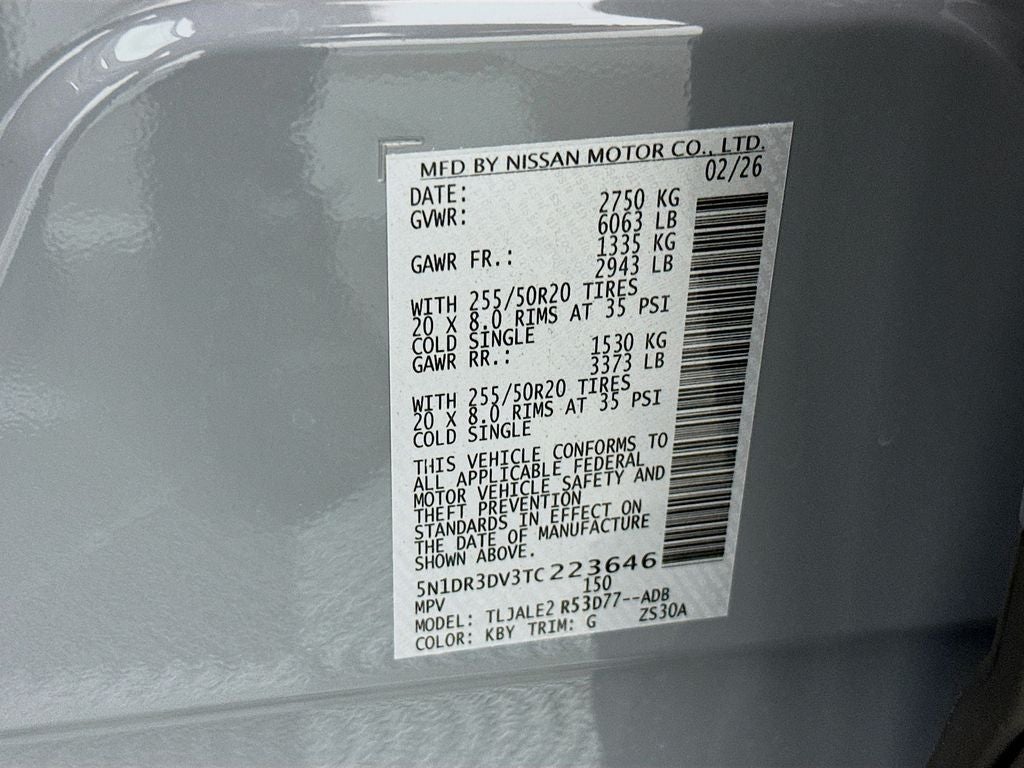 MFD BY NISSAN MOTOR CO., LTD.
DATE: 02/26
GVWR: 2750 KG
6063 LB
GAWR FR.: 1335 KG
2943 LB
WITH 255/50R20 TIRES
20 X 8.0 RIMS AT 35 PSI
COLD SINGLE
GAWR RR.: 1530 KG
3373 LB
WITH 255/50R20 TIRES
20 X 8.0 RIMS AT 35 PSI
COLD SINGLE
THIS VEHICLE CONFORMS TO
ALL APPLICABLE FEDERAL
MOTOR VEHICLE SAFETY AND
THEFT PREVENTION
STANDARDS IN EFFECT ON
THE DATE OF MANUFACTURE
SHOWN ABOVE.
5N1DR3DV3TC223646
MPV 150
MODEL: TLJALE2 R53D77--ADB
COLOR: KBY TRIM: G ZS30A